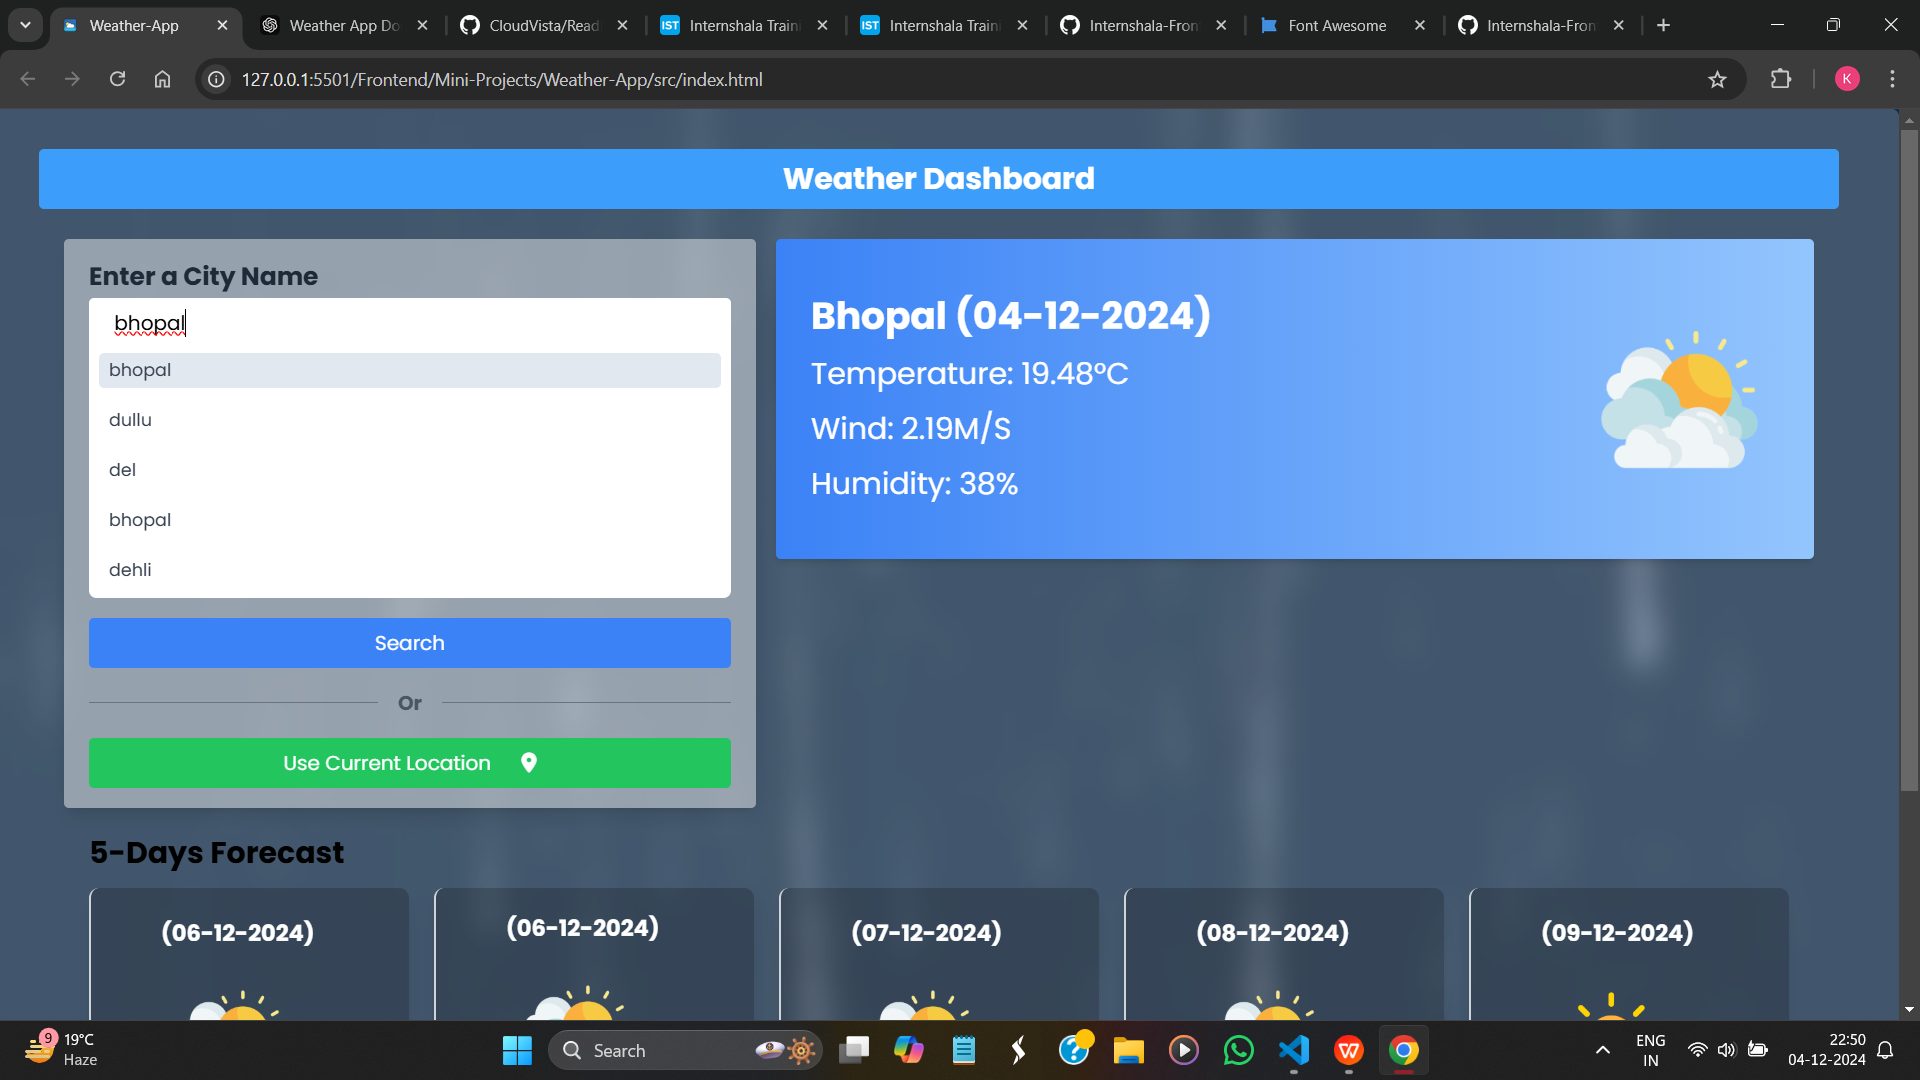 Weather-App
Weather App Do
CloudVista/Read
Internshala Traini
Internshala Traini
Internshala-Fron
Font Awesome
Internshala-Fron
127.0.0.1:5501/Frontend/Mini-Projects/Weather-App/src/index.html
K
Weather Dashboard
Enter a City Name
bhopal
bhopal
dullu
del
bhopal
dehli
Search
Or
Use Current Location
Bhopal (04-12-2024)
Temperature: 19.48°C
Wind: 2.19M/S
Humidity: 38%
5-Days Forecast
(06-12-2024)
(06-12-2024)
(07-12-2024)
(08-12-2024)
(09-12-2024)
9
19°C
Haze
Search
ENG
IN
22:50
04-12-2024